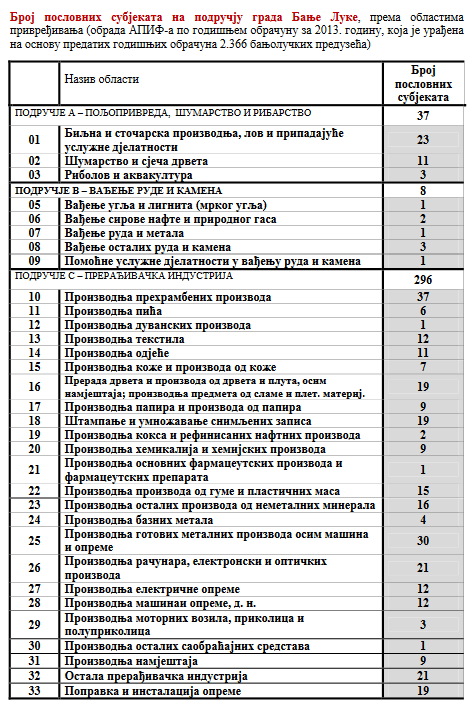 Број пословних субјеката на подручју града Бање Луке, према областима
привређивања (обрада АПИФ-а по годишњем обрачуну за 2013. годину, која је урађена
на основу предатих годишњих обрачуна 2.366 бањолучких предузећа)
Назив области
Број
пословних
субјеката
ПОДРУЧЈЕ А – ПОЉОПРИВРЕДА, ШУМАРСТВО И РИБАРСТВО 37
01 Биљна и сточарска производња, лов и припадајуће
услужне дјелатности 23
02 Шумарство и сјеча дрвета 11
03 Риболов и аквакултура 3
ПОДРУЧЈЕ B – ВАЂЕЊЕ РУДЕ И КАМЕНА 8
05 Вађење угља и лигнита (мрког угља) 1
06 Вађење сирове нафте и природног гаса 2
07 Вађење руда и метала 1
08 Вађење осталих руда и камена 3
09 Помоћне услужне дјелатности у вађењу руда и камена 1
ПОДРУЧЈЕ С – ПРЕРАЂИВАЧКА ИНДУСТРИЈА 296
10 Производња прехрамбених производа 37
11 Производња пића 6
12 Производња дуванских производа 1
13 Производња текстила 12
14 Производња одјеће 11
15 Производња коже и производа од коже 7
16 Прерада дрвета и производа од дрвета и плута, осим
намјештаја; производња предмета од сламе и плет. материј. 19
17 Производња папира и производа од папира 9
18 Штампање и умножавање снимљених записа 19
19 Производња кокса и рефинисаних нафтних производа 2
20 Производња хемикалија и хемијских производа 9
21 Производња основних фармацеутских производа и
фармацеутских препарата 1
22 Производња производа од гуме и пластичних маса 15
23 Производња осталих производа од неметалних минерала 16
24 Производња базних метала 4
25 Производња готових металних производа осим машина
и опреме 30
26 Производња рачунара, електронски и оптичких
производа 21
27 Производња електричне опреме 12
28 Производња машинаи опреме, д. н. 12
29 Производња моторних возила, приколица и
полуприколица 3
30 Производња осталих саобраћајних средстава 1
31 Производња намјештаја 9
32 Остала прерађивачка индустрија 21
33 Поправка и инсталација опреме 19